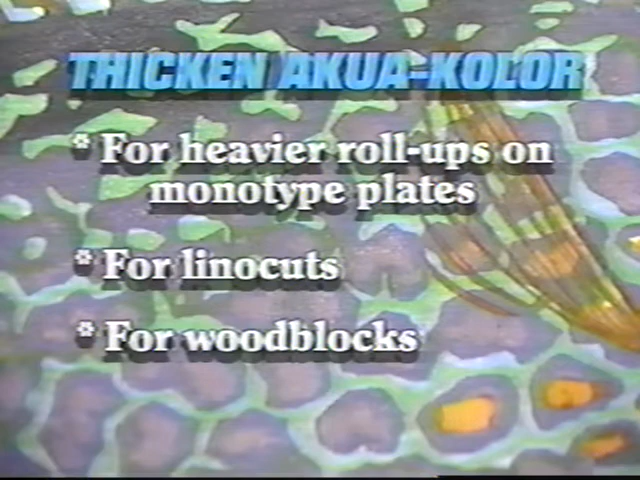 THICKEN AKUA-KOLOR
* For heavier roll-ups on
monotype plates
* For linocuts
* For woodblocks